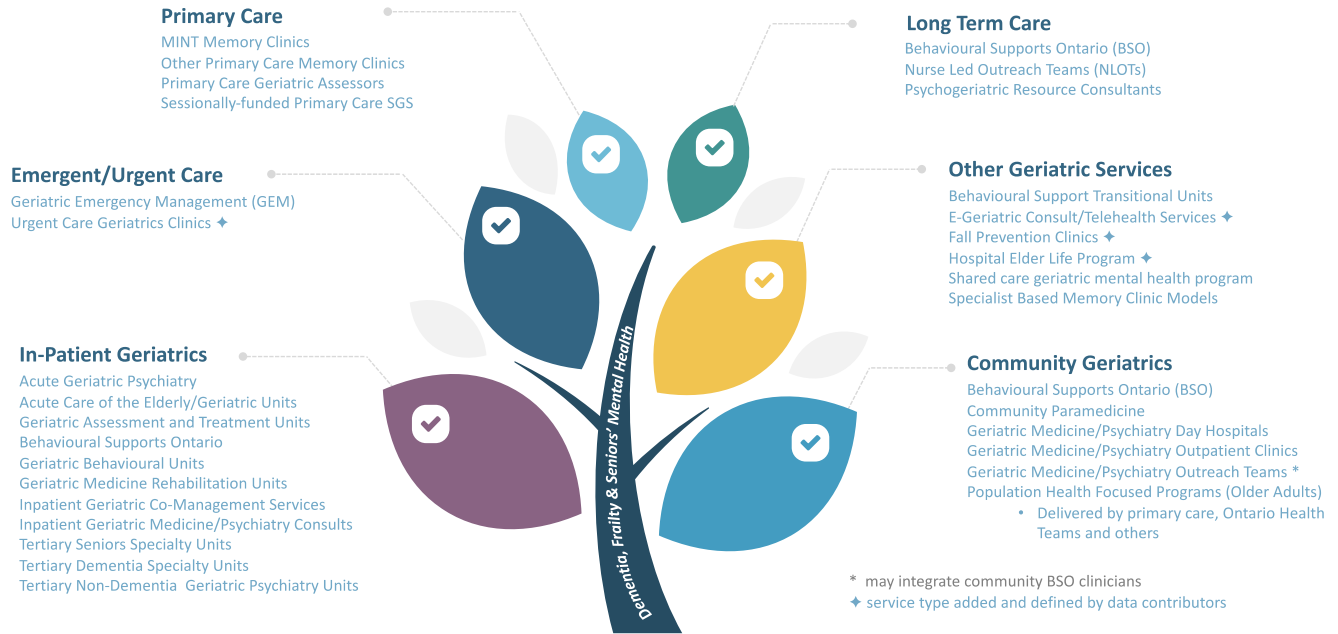 Primary Care
MINT Memory Clinics
Other Primary Care Memory Clinics
Primary Care Geriatric Assessors
Sessionally-funded Primary Care SGS
Emergent/Urgent Care
Geriatric Emergency Management (GEM)
Urgent Care Geriatrics Clinics ✦
In-Patient Geriatrics
Acute Geriatric Psychiatry
Acute Care of the Elderly/Geriatric Units
Geriatric Assessment and Treatment Units
Behavioural Supports Ontario
Geriatric Behavioural Units
Geriatric Medicine Rehabilitation Units
Inpatient Geriatric Co-Management Services
Inpatient Geriatric Medicine/Psychiatry Consults
Tertiary Seniors Specialty Units
Tertiary Dementia Specialty Units
Tertiary Non-Dementia  Geriatric Psychiatry Units
Dementia, Frailty & Seniors' Mental Health
Long Term Care
Behavioural Supports Ontario (BSO)
Nurse Led Outreach Teams (NLOTs)
Psychogeriatric Resource Consultants
Other Geriatric Services
Behavioural Support Transitional Units
E-Geriatric Consult/Telehealth Services ✦
Fall Prevention Clinics ✦
Hospital Elder Life Program ✦
Shared care geriatric mental health program
Specialist Based Memory Clinic Models
Community Geriatrics
Behavioural Supports Ontario (BSO)
Community Paramedicine
Geriatric Medicine/Psychiatry Day Hospitals
Geriatric Medicine/Psychiatry Outpatient Clinics
Geriatric Medicine/Psychiatry Outreach Teams *
Population Health Focused Programs (Older Adults)
• Delivered by primary care, Ontario Health
Teams and others
* may integrate community BSO clinicians
✦ service type added and defined by data contributors